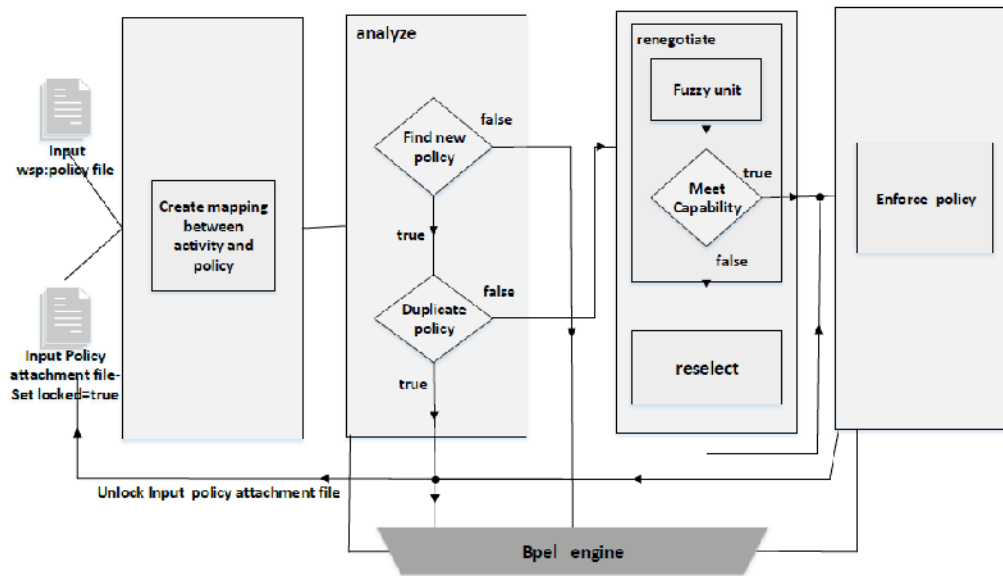 Input
wsp:policy file
Input Policy
attachment file-
Set locked=true
Create mapping
between
activity and
policy
analyze
Find new
policy
false
true
Duplicate
policy
false
true
renegotiate
Fuzzy unit
Meet
Capability
true
false
reselect
Enforce policy
Unlock Input policy attachment file
Bpel engine